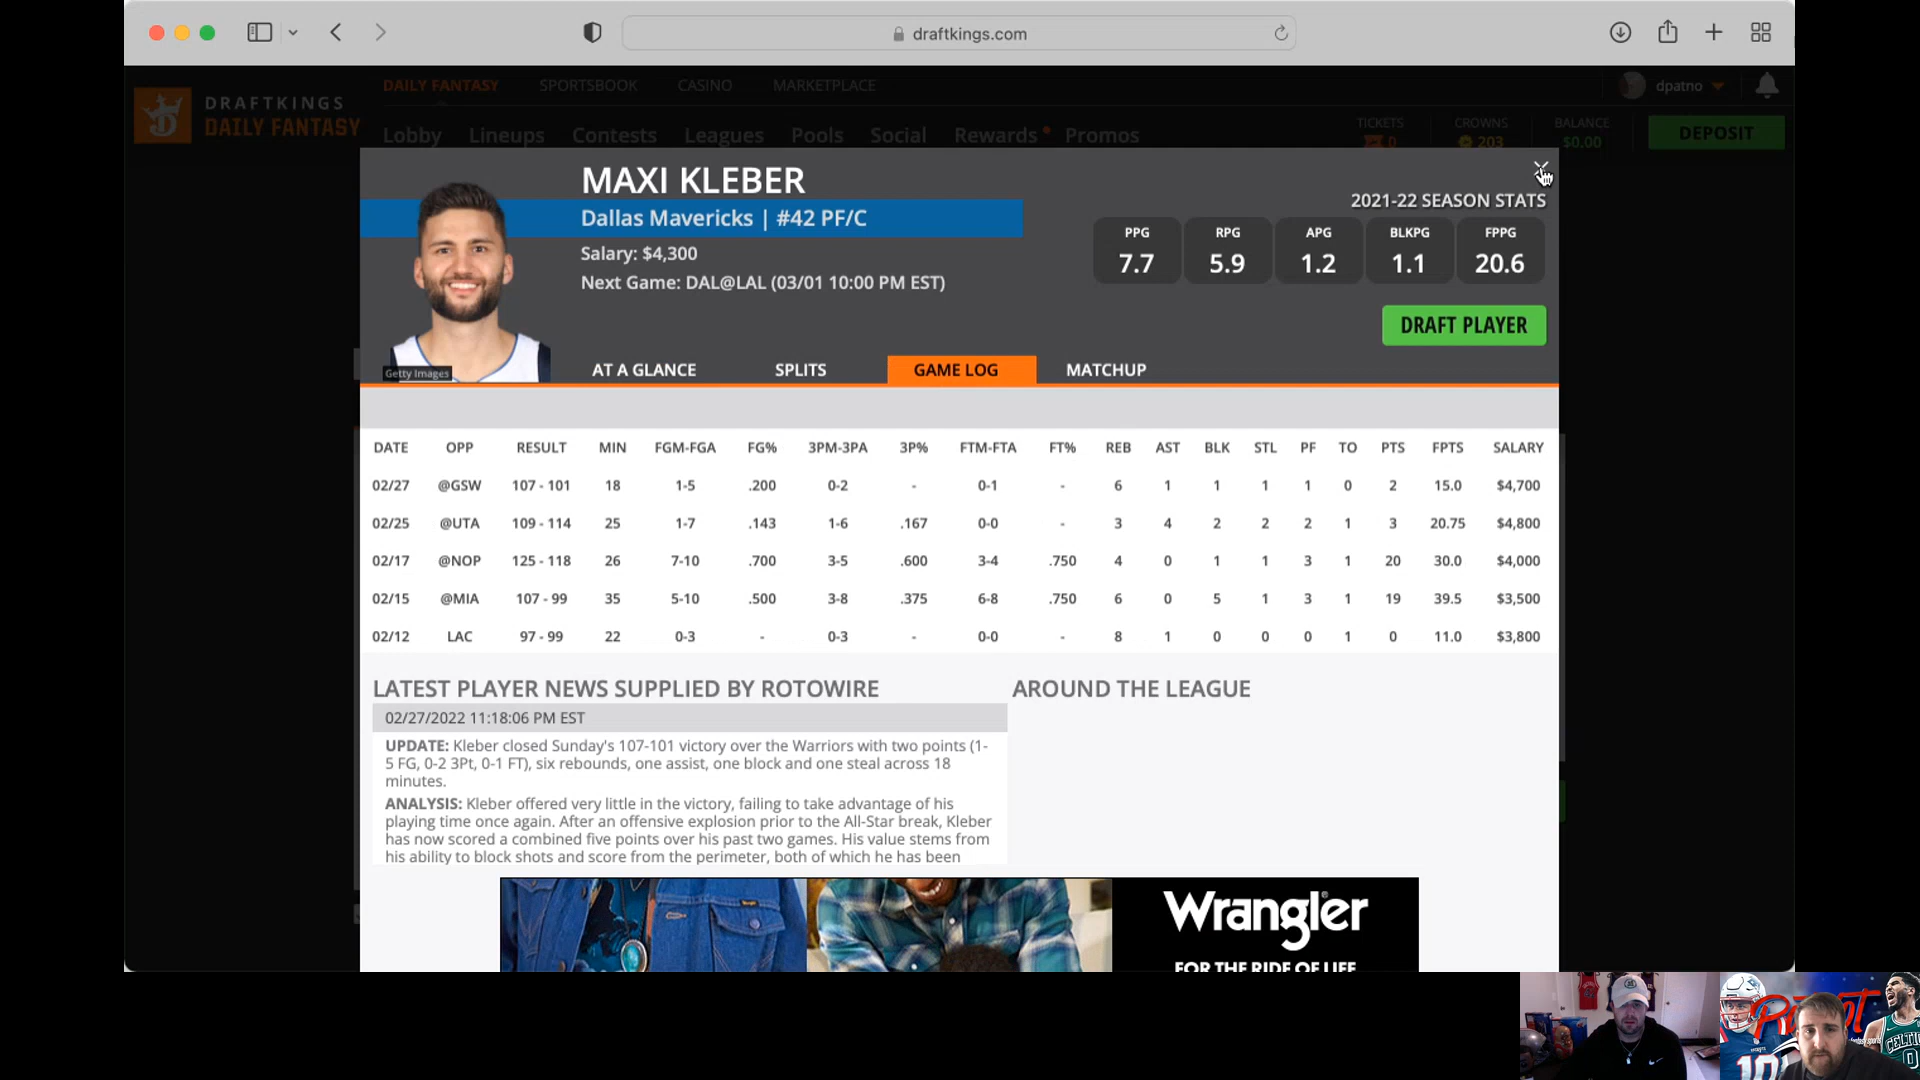 draftkings.com
DRAFTKINGS
DAILY FANTASY
DAILY FANTASY SPORTSBOOK CASINO MARKETPLACE
dpatno
Lobby Lineups Contests Leagues Pools Social Rewards Promos
TICKETS 0 CROWNS 203 BALANCE $0.00 DEPOSIT
MAXI KLEBER
Dallas Mavericks | #42 PF/C
Salary: $4,300
Next Game: DAL@LAL (03/01 10:00 PM EST)
Getty Images
2021-22 SEASON STATS
PPG RPG APG BLKPG FPPG
7.7 5.9 1.2 1.1 20.6
DRAFT PLAYER
AT A GLANCE SPLITS GAME LOG MATCHUP
DATE OPP RESULT MIN FGM-FGA FG% 3PM-3PA 3P% FTM-FTA FT% REB AST BLK STL PF TO PTS FPTS SALARY
02/27 @GSW 107 - 101 18 1-5 .200 0-2 - 0-1 - 6 1 1 1 1 0 2 15.0 $4,700
02/25 @UTA 109 - 114 25 1-7 .143 1-6 .167 0-0 - 3 4 2 2 2 1 3 20.75 $4,800
02/17 @NOP 125 - 118 26 7-10 .700 3-5 .600 3-4 .750 4 0 1 1 3 1 20 30.0 $4,000
02/15 @MIA 107 - 99 35 5-10 .500 3-8 .375 6-8 .750 6 0 5 1 3 1 19 39.5 $3,500
02/12 LAC 97 - 99 22 0-3 - 0-3 - 0-0 - 8 1 0 0 0 1 0 11.0 $3,800
LATEST PLAYER NEWS SUPPLIED BY ROTOWIRE
AROUND THE LEAGUE
02/27/2022 11:18:06 PM EST
UPDATE: Kleber closed Sunday's 107-101 victory over the Warriors with two points (1-
5 FG, 0-2 3Pt, 0-1 FT), six rebounds, one assist, one block and one steal across 18
minutes.
ANALYSIS: Kleber offered very little in the victory, failing to take advantage of his
playing time once again. After an offensive explosion prior to the All-Star break, Kleber
has now scored a combined five points over his past two games. His value stems from
his ability to block shots and score from the perimeter, both of which he has been
Wrangler
FOR THE RIDE OF LIFE
CELTIC
0
10